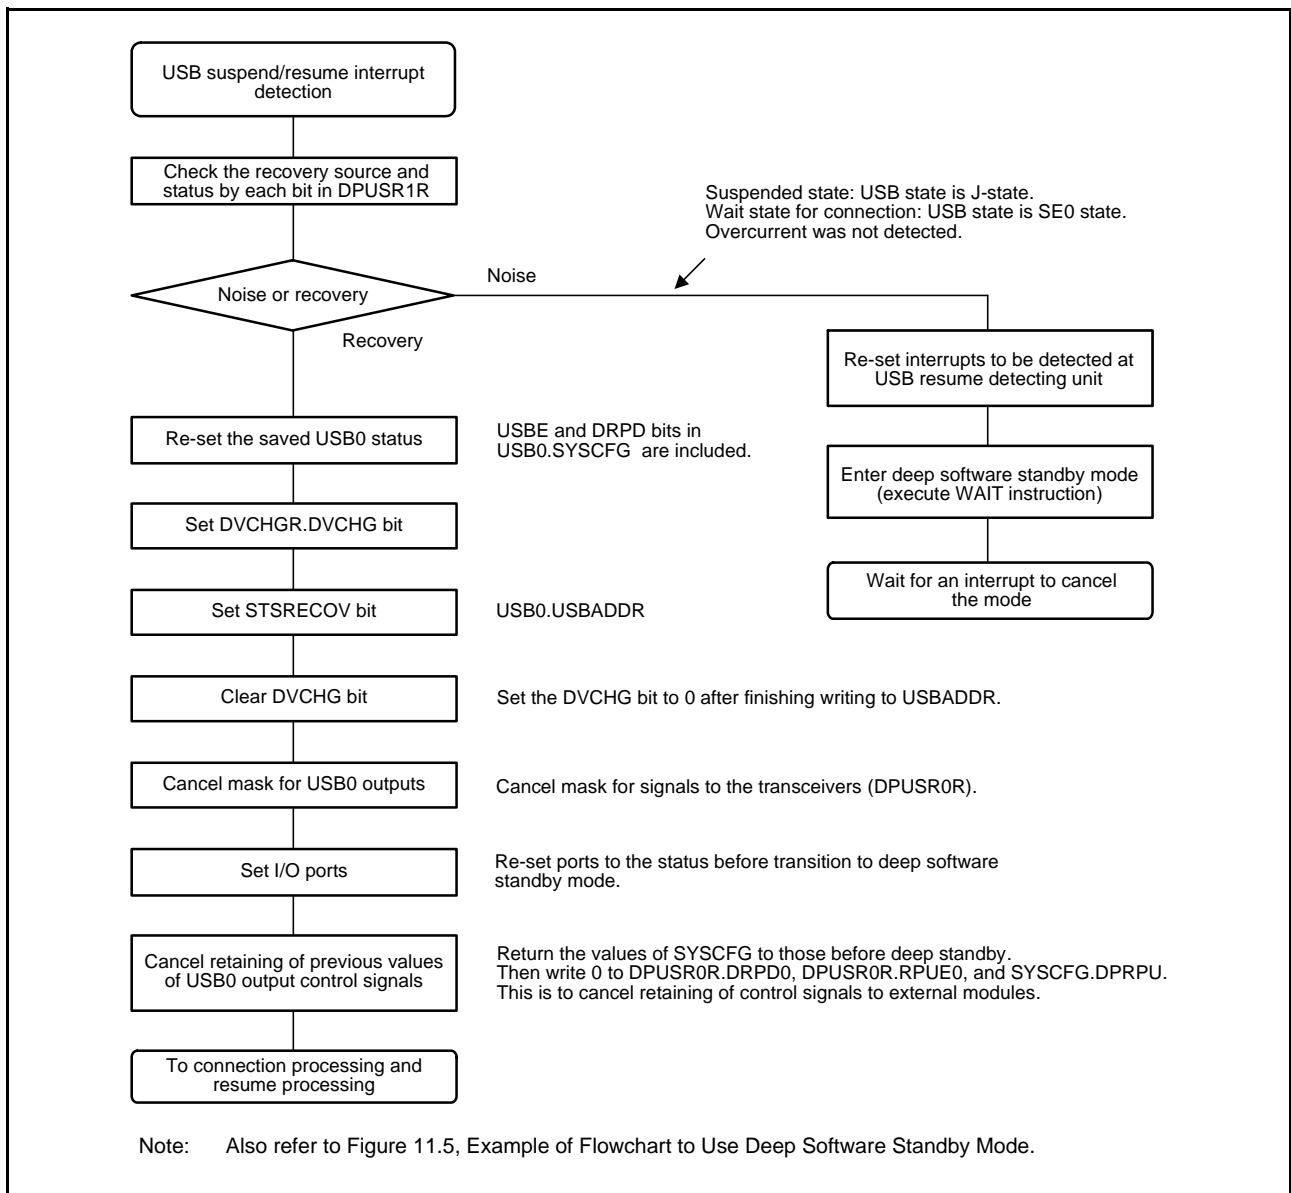 USB suspend/resume interrupt
detection
Check the recovery source and
status by each bit in DPUSR1R
Suspended state: USB state is J-state.
Wait state for connection: USB state is SE0 state.
Overcurrent was not detected.
Noise or recovery
Noise
Recovery
Re-set interrupts to be detected at
USB resume detecting unit
Enter deep software standby mode
(execute WAIT instruction)
Wait for an interrupt to cancel
the mode
Re-set the saved USB0 status
USBE and DRPD bits in
USB0.SYSCFG are included.
Set DVCHGR.DVCHG bit
Set STSRECOV bit
USB0.USBADDR
Clear DVCHG bit
Set the DVCHG bit to 0 after finishing writing to USBADDR.
Cancel mask for USB0 outputs
Cancel mask for signals to the transceivers (DPUSR0R).
Set I/O ports
Re-set ports to the status before transition to deep software
standby mode.
Cancel retaining of previous values
of USB0 output control signals
Return the values of SYSCFG to those before deep standby.
Then write 0 to DPUSR0R.DRPD0, DPUSR0R.RPUE0, and SYSCFG.DPRPU.
This is to cancel retaining of control signals to external modules.
To connection processing and
resume processing
Note: Also refer to Figure 11.5, Example of Flowchart to Use Deep Software Standby Mode.